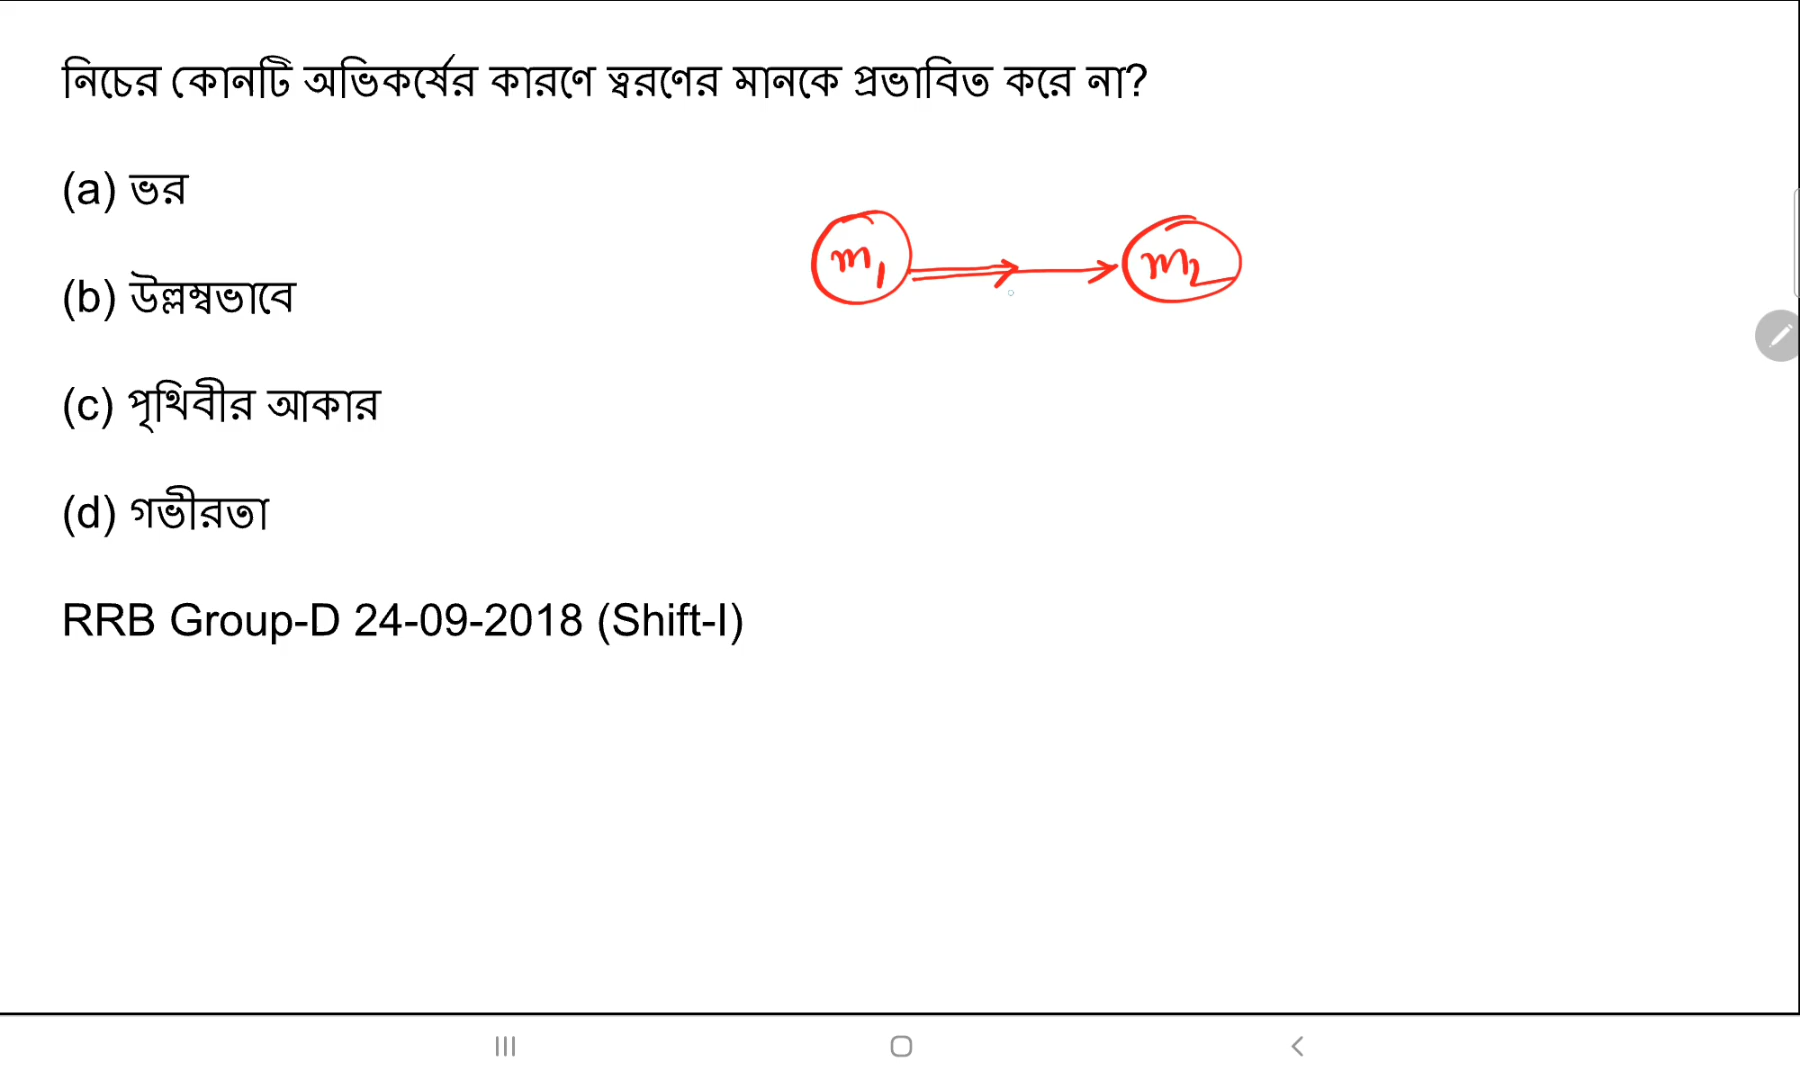 নিচের কোনটি অভিকর্ষের কারণে ত্বরণের মানকে প্রভাবিত করে না?
(a) ভর
m1 m2
(b) উল্লম্বভাবে
(c) পৃথিবীর আকার
(d) গভীরতা
RRB Group-D 24-09-2018 (Shift-I)